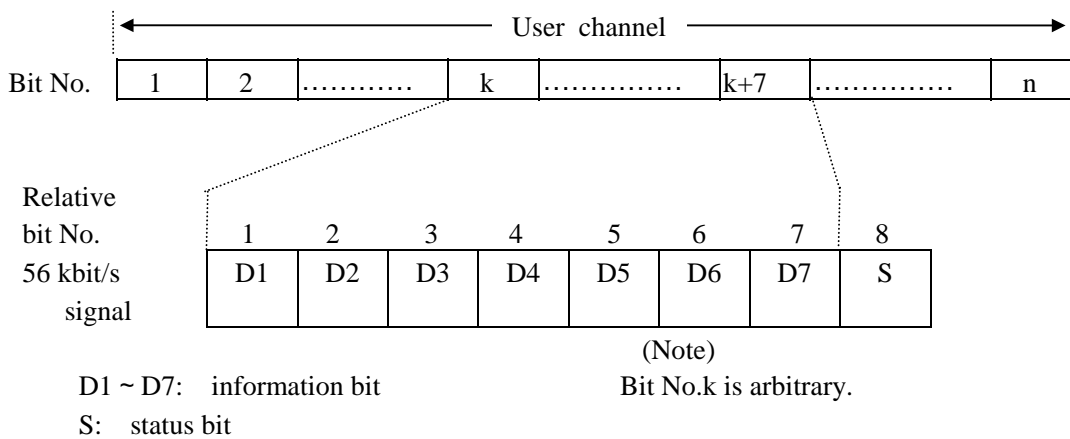 User channel
Bit No. 1 2 ............ k ............... k+7 ............... n
Relative
bit No. 1 2 3 4 5 6 7 8
56 kbit/s D1 D2 D3 D4 D5 D6 D7 S
signal
(Note)
D1 ~ D7: information bit Bit No.k is arbitrary.
S: status bit